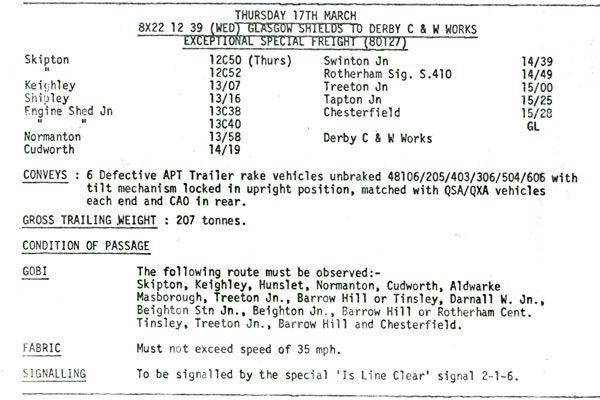 THURSDAY 17TH MARCH
8X22 12 39 (WED) GLASGOW SHIELDS TO DERBY C & W WORKS
EXCEPTIONAL SPECIAL FREIGHT (80127)
Skipton 12C50 (Thurs) Swinton Jn 14/39
" 12C52 Rotherham Sig. S.410 14/49
Keighley 13/07 Treeton Jn 15/00
Shipley 13/16 Tapton Jn 15/25
Engine Shed Jn 13C38 Chesterfield 15/28
" " 13C40 GL
Normanton 13/58 Derby C & W Works
Cudworth 14/19
CONVEYS : 6 Defective APT Trailer rake vehicles unbraked 48106/205/403/306/504/606 with
tilt mechanism locked in upright position, matched with QSA/QXA vehicles
each end and CAO in rear.
GROSS TRAILING WEIGHT : 207 tonnes.
CONDITION OF PASSAGE
GOBI The following route must be observed:-
Skipton, Keighley, Hunslet, Normanton, Cudworth, Aldwarke
Masborough, Treeton Jn., Barrow Hill or Tinsley, Darnall W. Jn.,
Beighton Stn Jn., Beighton Jn., Barrow Hill or Rotherham Cent.
Tinsley, Treeton Jn., Barrow Hill and Chesterfield.
FABRIC Must not exceed speed of 35 mph.
SIGNALLING To be signalled by the special 'Is Line Clear' signal 2-1-6.